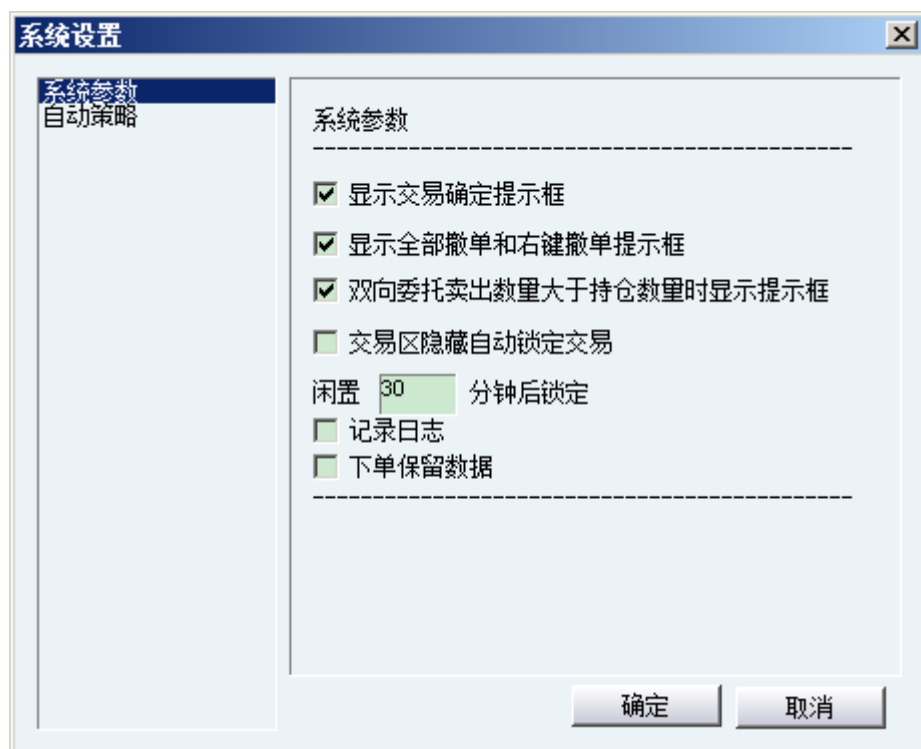 系统设置
系统参数
自动策略
系统参数
显示交易确定提示框
显示全部撤单和右键撤单提示框
双向委托卖出数量大于持仓数量时显示提示框
交易区隐藏自动锁定交易
闲置 30 分钟后锁定
记录日志
下单保留数据
确定 取消